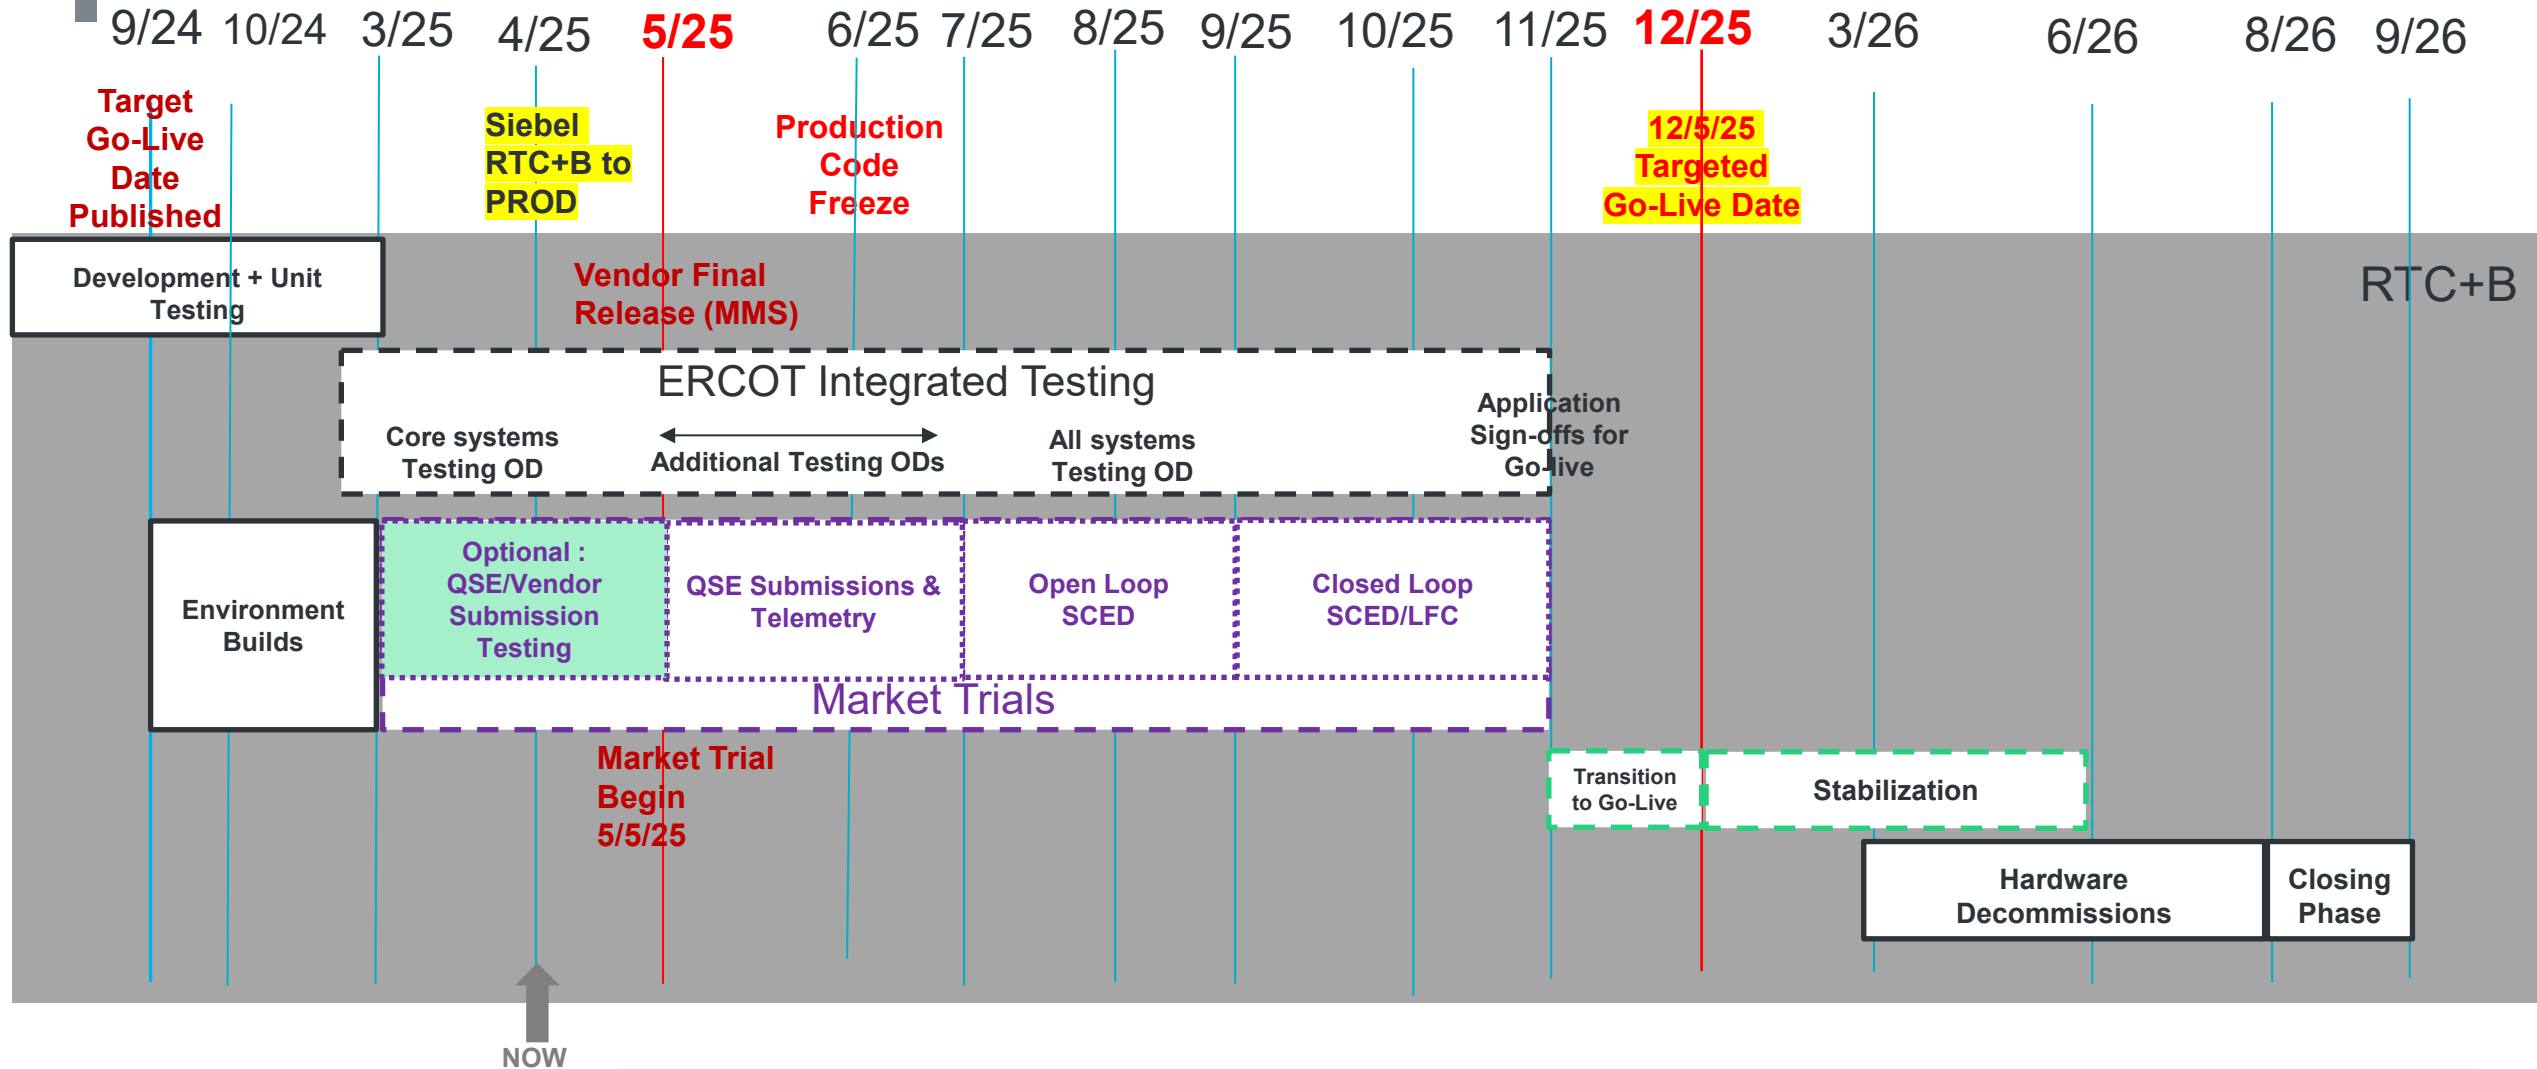 9/24 10/24 3/25 4/25 5/25 6/25 7/25 8/25 9/25 10/25 11/25 12/25 3/26 6/26 8/26 9/26
Target
Go-Live
Date
Published
Siebel
RTC+B to
PROD
Production
Code
Freeze
12/5/25
Targeted
Go-Live Date
Development + Unit
Testing
Vendor Final
Release (MMS)
RTC+B
ERCOT Integrated Testing
Core systems
Testing OD
Additional Testing ODs
All systems
Testing OD
Application
Sign-offs for
Go-live
Environment
Builds
Optional :
QSE/Vendor
Submission
Testing
QSE Submissions &
Telemetry
Open Loop
SCED
Closed Loop
SCED/LFC
Market Trials
Market Trial
Begin
5/5/25
Transition
to Go-Live
Stabilization
Hardware
Decommissions
Closing
Phase
NOW